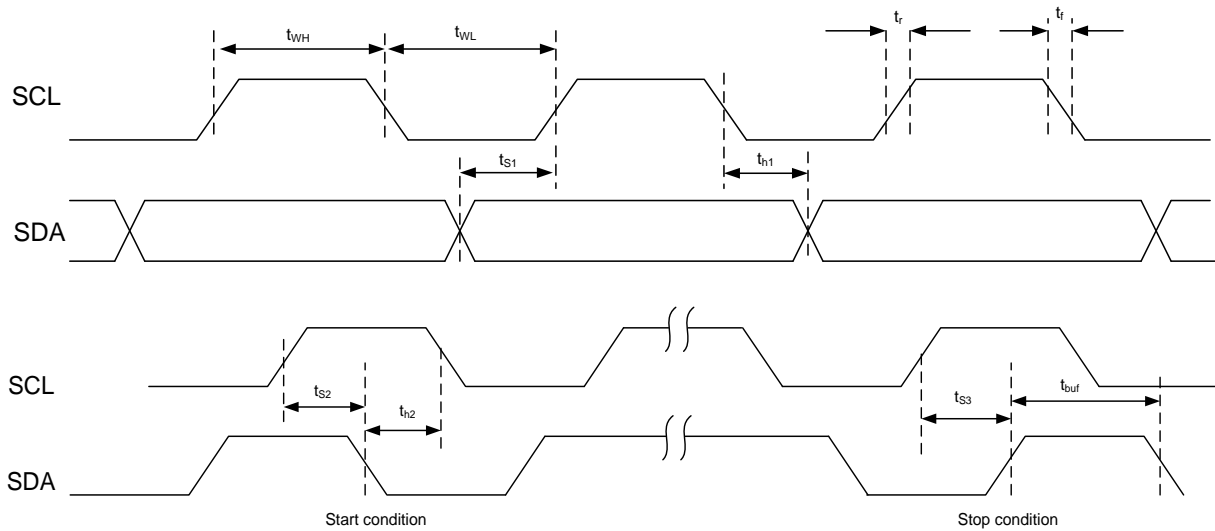 tWH
tWL
tr
tf
SCL
tS1
th1
SDA
SCL
tS2
th2
tS3
tbuf
SDA
Start condition
Stop condition